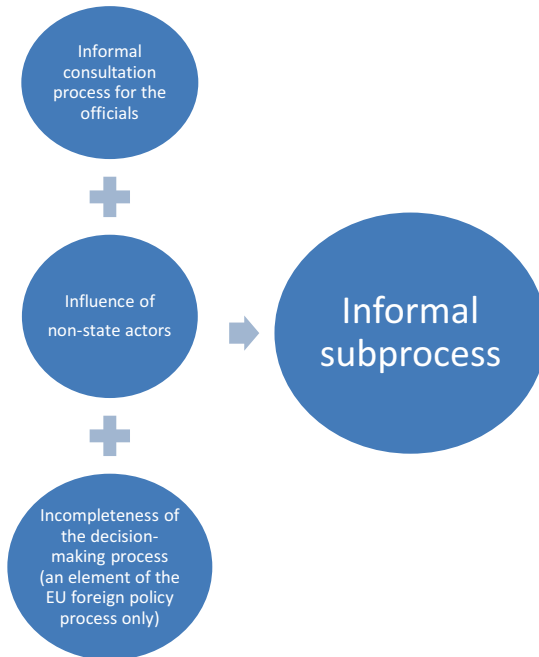 Informal
consultation
process for the
officials
Influence of
non-state actors
Incompleteness of
the decision-
making process
(an element of the
EU foreign policy
process only)
Informal
subprocess